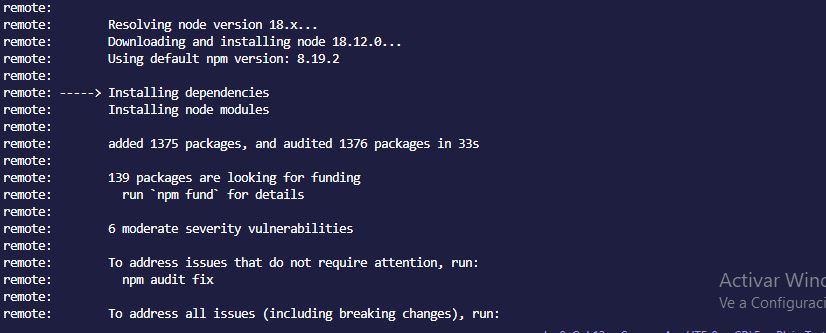 remote:
remote:        Resolving node version 18.x...
remote:        Downloading and installing node 18.12.0...
remote:        Using default npm version: 8.19.2
remote:
remote: -----> Installing dependencies
remote:        Installing node modules
remote:
remote:        added 1375 packages, and audited 1376 packages in 33s
remote:
remote:        139 packages are looking for funding
remote:          run `npm fund` for details
remote:
remote:        6 moderate severity vulnerabilities
remote:
remote:        To address issues that do not require attention, run:
remote:          npm audit fix
remote:
remote:        To address all issues (including breaking changes), run:
Activar Wind
Ve a Configuraci